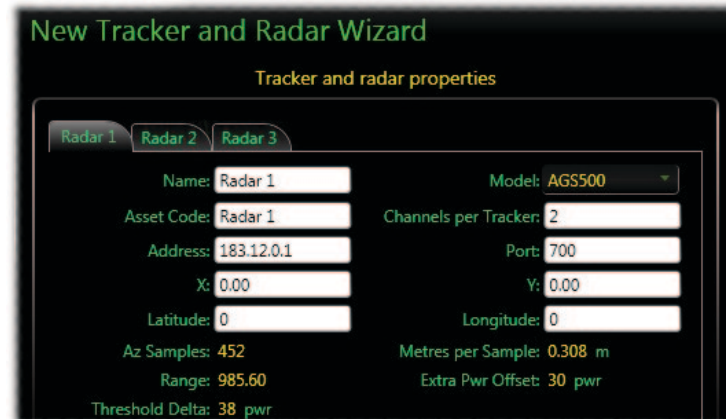 New Tracker and Radar Wizard
Tracker and radar properties
Radar 1 Radar 2 Radar 3
Name: Radar 1 Model: AGS500
Asset Code: Radar 1 Channels per Tracker: 2
Address: 183.12.0.1 Port: 700
X: 0.00 Y: 0.00
Latitude: 0 Longitude: 0
Az Samples: 452 Metres per Sample: 0.308 m
Range: 985.60 Extra Pwr Offset: 30 pwr
Threshold Delta: 38 pwr